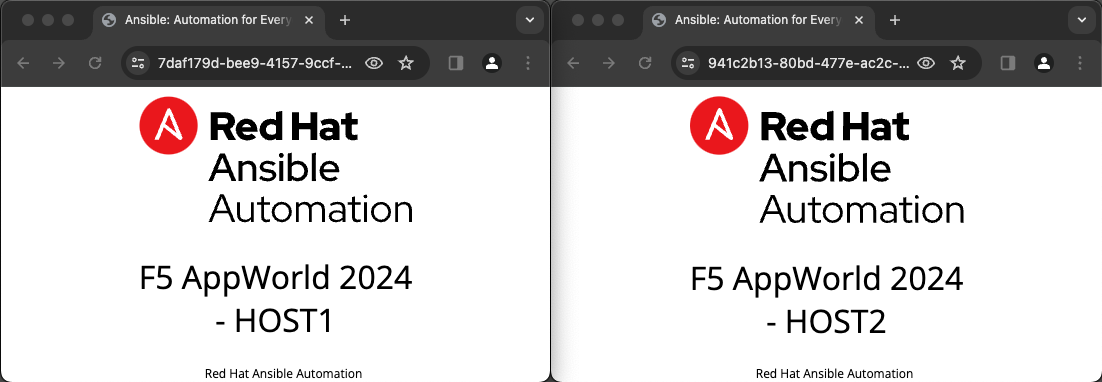 Ansible: Automation for Every
7daf179d-bee9-4157-9ccf-...
Red Hat
Ansible
Automation
F5 AppWorld 2024
- HOST1
Red Hat Ansible Automation
Ansible: Automation for Every
941c2b13-80bd-477e-ac2c-...
Red Hat
Ansible
Automation
F5 AppWorld 2024
- HOST2
Red Hat Ansible Automation